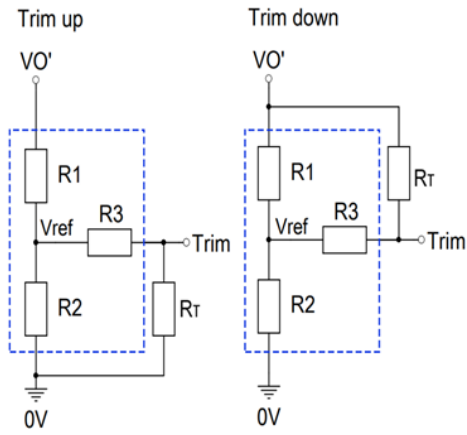 Trim up
VO'
R1
Vref
R3
Trim
R2
RT
0V
Trim down
VO'
R1
RT
Vref
R3
Trim
R2
0V